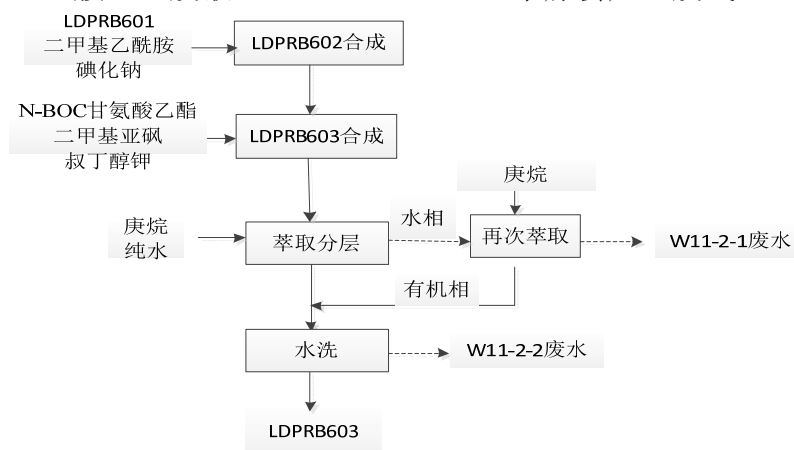 LDPRB601
二甲基乙酰胺
碘化钠
LDPRB602合成
N-BOC甘氨酸乙酯
二甲基亚砜
叔丁醇钾
LDPRB603合成
庚烷
庚烷
纯水
萃取分层
水相
再次萃取
W11-2-1废水
有机相
水洗
W11-2-2废水
LDPRB603